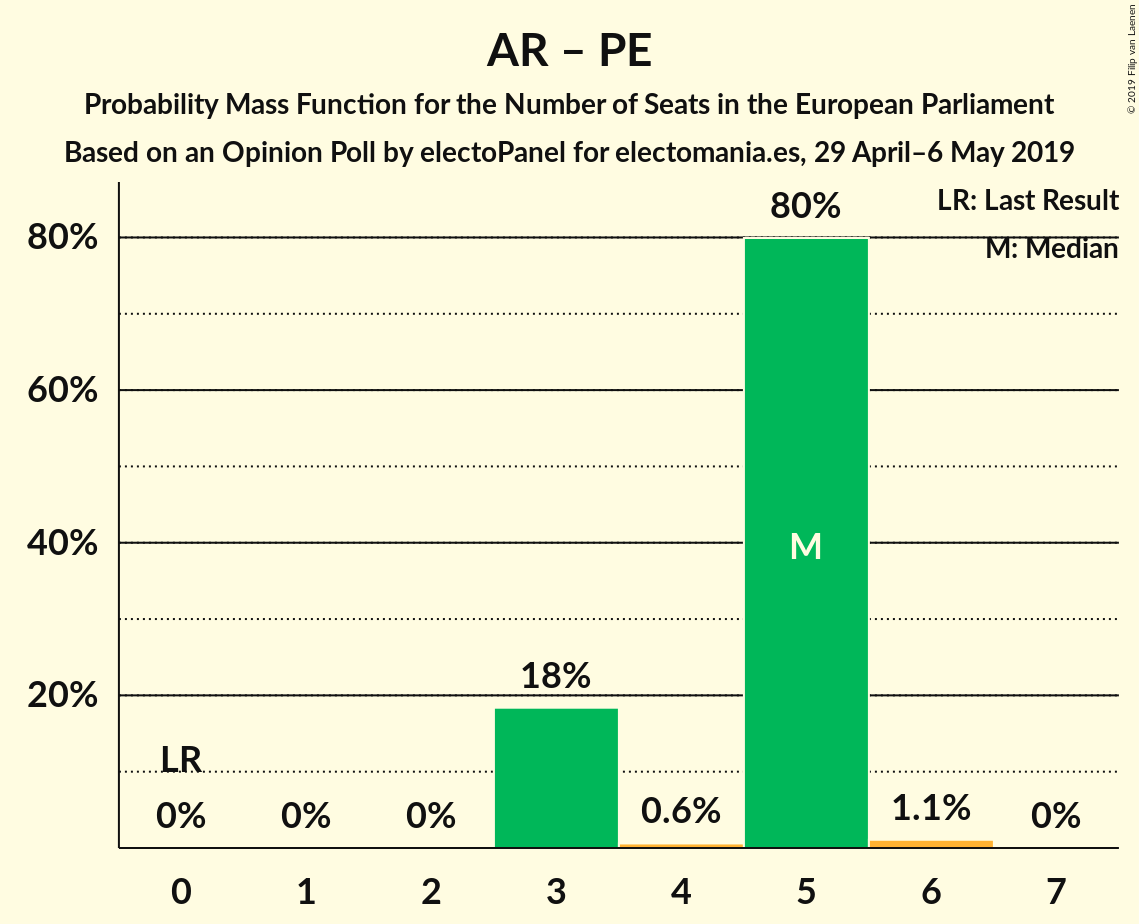 AR – PE
Probability Mass Function for the Number of Seats in the European Parliament
Based on an Opinion Poll by electoPanel for electomania.es, 29 April–6 May 2019
© 2019 Filip van Laenen
LR: Last Result
M: Median
80%
60%
40%
20%
LR
0%
0%
0%
18%
0.6%
80%
M
1.1%
0%
0 1 2 3 4 5 6 7